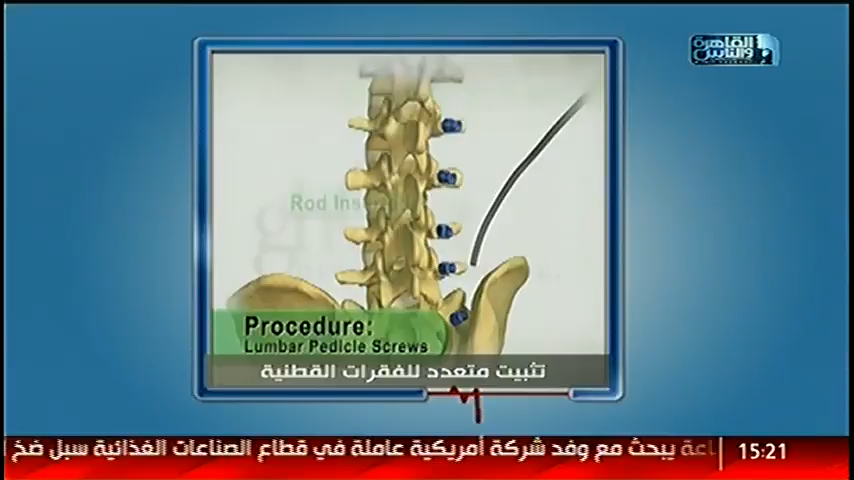 القاهرة
والناس
Rod Ins
Procedure:
Lumbar Pedicle Screws
تثبيت متعدد للفقرات القطنية
اعة يبحث مع وفد شركة أمريكية عاملة في قطاع الصناعات الغذائية سبل ضخ
15:21